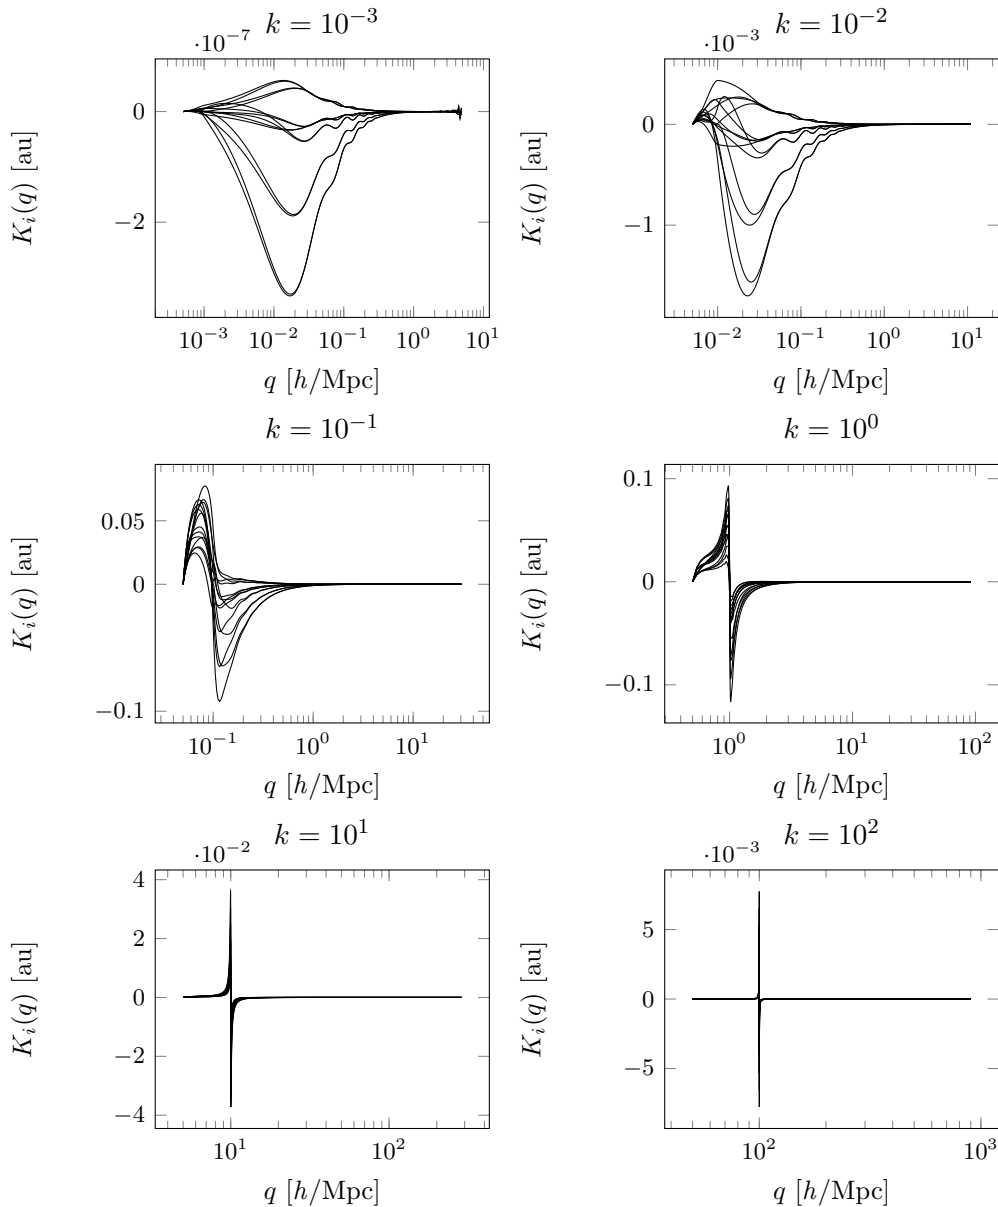 k = 10⁻³
·10⁻⁷
0
−2
K_i(q) [au]
10⁻³ 10⁻² 10⁻¹ 10⁰ 10¹
q [h/Mpc]
k = 10⁻²
·10⁻³
0
−1
K_i(q) [au]
10⁻² 10⁻¹ 10⁰ 10¹
q [h/Mpc]
k = 10⁻¹
0.05
0
−0.1
K_i(q) [au]
10⁻¹ 10⁰ 10¹
q [h/Mpc]
k = 10⁰
0.1
0
−0.1
K_i(q) [au]
10⁰ 10¹ 10²
q [h/Mpc]
k = 10¹
·10⁻²
4
2
0
−2
−4
K_i(q) [au]
10¹ 10²
q [h/Mpc]
k = 10²
·10⁻³
5
0
−5
K_i(q) [au]
10² 10³
q [h/Mpc]